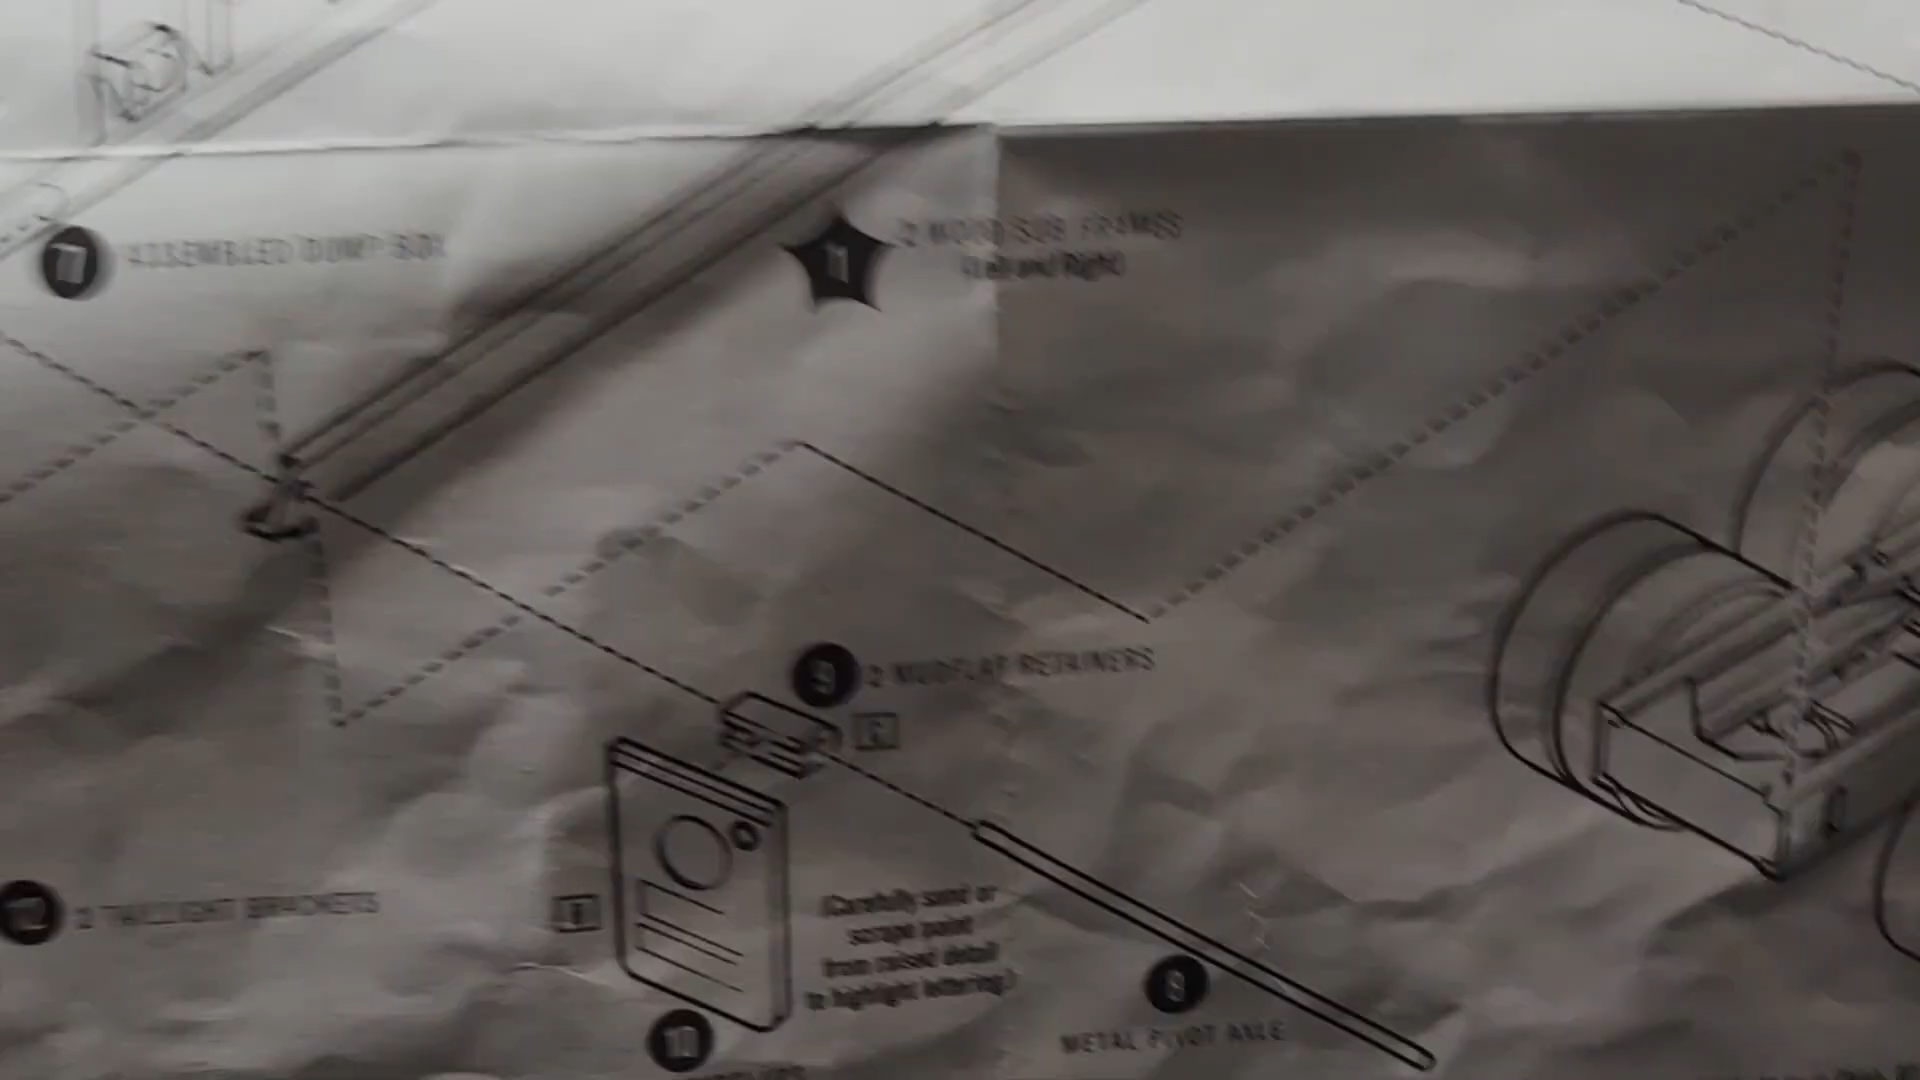 ASSEMBLED DUMP BOX
2 WOOD SUB FRAMES
(Left and Right)
2 MUDFLAP RETAINERS
2 TAILLIGHT BRACKETS
(Carefully sand or
scrape paint
from raised detail
to highlight lettering.)
10
METAL PIVOT AXLE